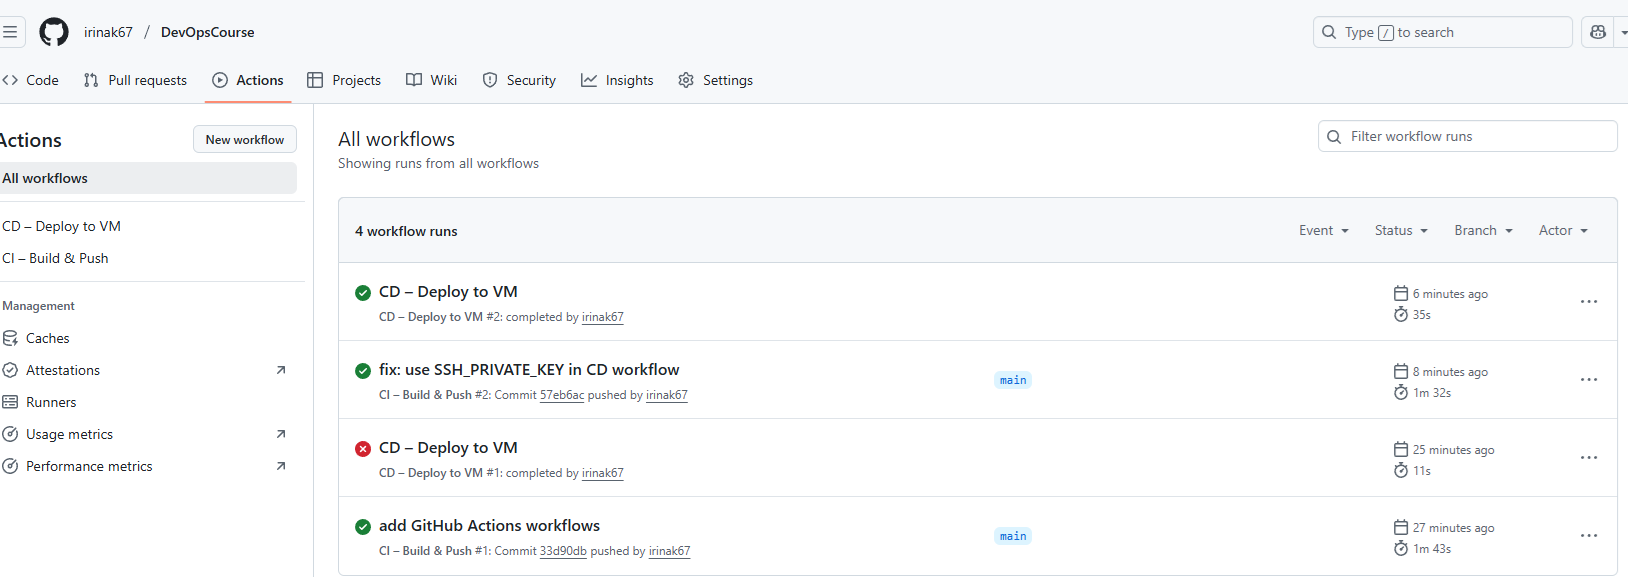 irinak67 / DevOpsCourse
Type / to search
Code Pull requests Actions Projects Wiki Security Insights Settings
Actions
New workflow
All workflows
CD – Deploy to VM
CI – Build & Push
Management
Caches
Attestations
Runners
Usage metrics
Performance metrics
All workflows
Showing runs from all workflows
Filter workflow runs
4 workflow runs
Event Status Branch Actor
CD – Deploy to VM
CD – Deploy to VM #2: completed by irinak67
6 minutes ago
35s
fix: use SSH_PRIVATE_KEY in CD workflow
CI – Build & Push #2: Commit 57eb6ac pushed by irinak67
main
8 minutes ago
1m 32s
CD – Deploy to VM
CD – Deploy to VM #1: completed by irinak67
25 minutes ago
11s
add GitHub Actions workflows
CI – Build & Push #1: Commit 33d90db pushed by irinak67
main
27 minutes ago
1m 43s